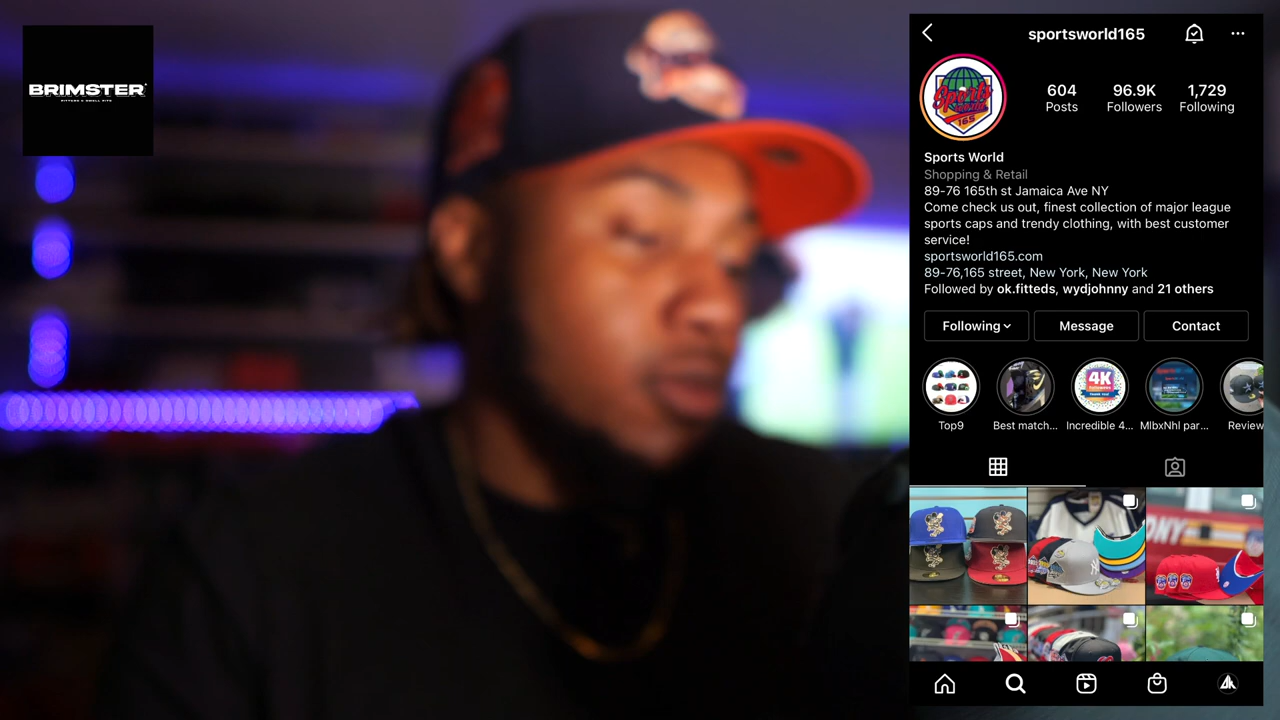 BRIMSTER
sportsworld165
604
Posts
96.9K
Followers
1,729
Following
Sports World
Shopping & Retail
89-76 165th st Jamaica Ave NY
Come check us out, finest collection of major league
sports caps and trendy clothing, with best customer
service!
sportsworld165.com
89-76,165 street, New York, New York
Followed by ok.fitteds, wydjohnny and 21 others
Following
Message
Contact
Sports
165
4K
Top9
Best match...
Incredible 4...
MlbxNhl par...
Review